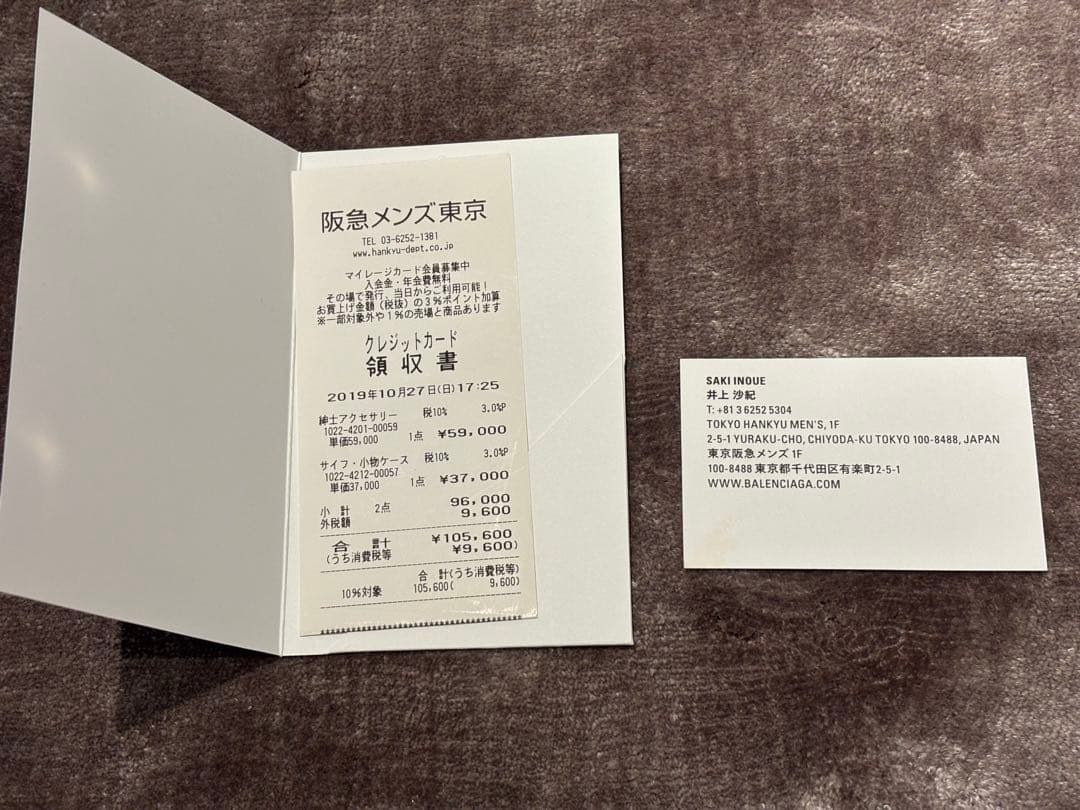 阪急メンズ東京
TEL 03-6252-1381
www.hankyu-dept.co.jp
マイレージカード会員募集中
入会金・年会費無料
その場で発行、当日からご利用可能!
お買上げ金額(税抜)の3%ポイント加算
※一部対象外や1%の売場と商品あります
クレジットカード
領収書
2019年10月27日(日)17:25
紳士アクセサリー 税10% 3.0%P
1022-4201-00059
単価59,000 1点 ¥59,000
サイフ・小物ケース 税10% 3.0%P
1022-4212-00057
単価37,000 1点 ¥37,000
小 計 2点 96,000
外税額 9,600
合 計 ¥105,600
(うち消費税等 ¥9,600)
合 計(うち消費税等)
10%対象 105,600( 9,600)
SAKI INOUE
井上 沙紀
T: +81 3 6252 5304
TOKYO HANKYU MEN'S, 1F
2-5-1 YURAKU-CHO, CHIYODA-KU TOKYO 100-8488, JAPAN
東京阪急メンズ 1F
100-8488 東京都千代田区有楽町2-5-1
WWW.BALENCIAGA.COM